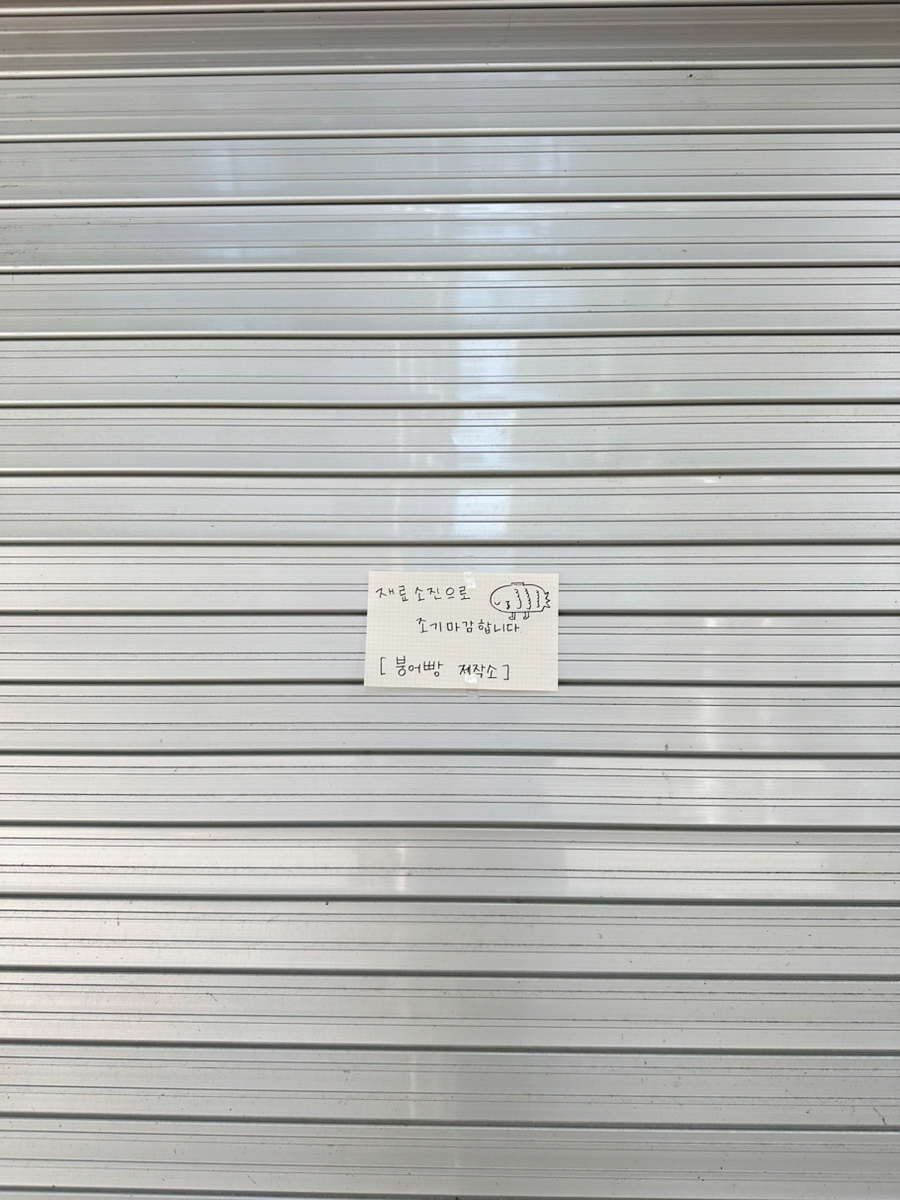 재료소진으로
조기마감합니다
[ 붕어빵 제작소 ]